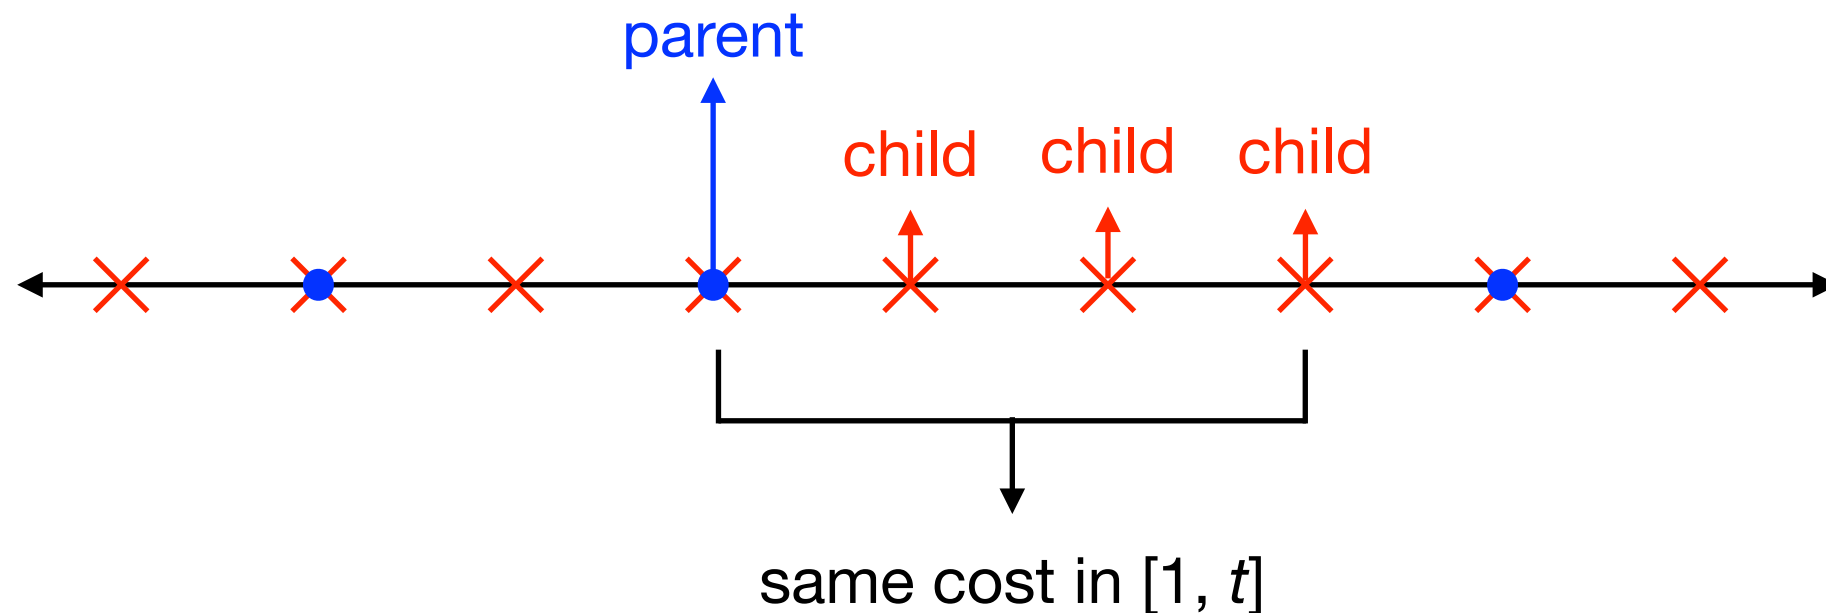 parent
child child child
same cost in [1, t]